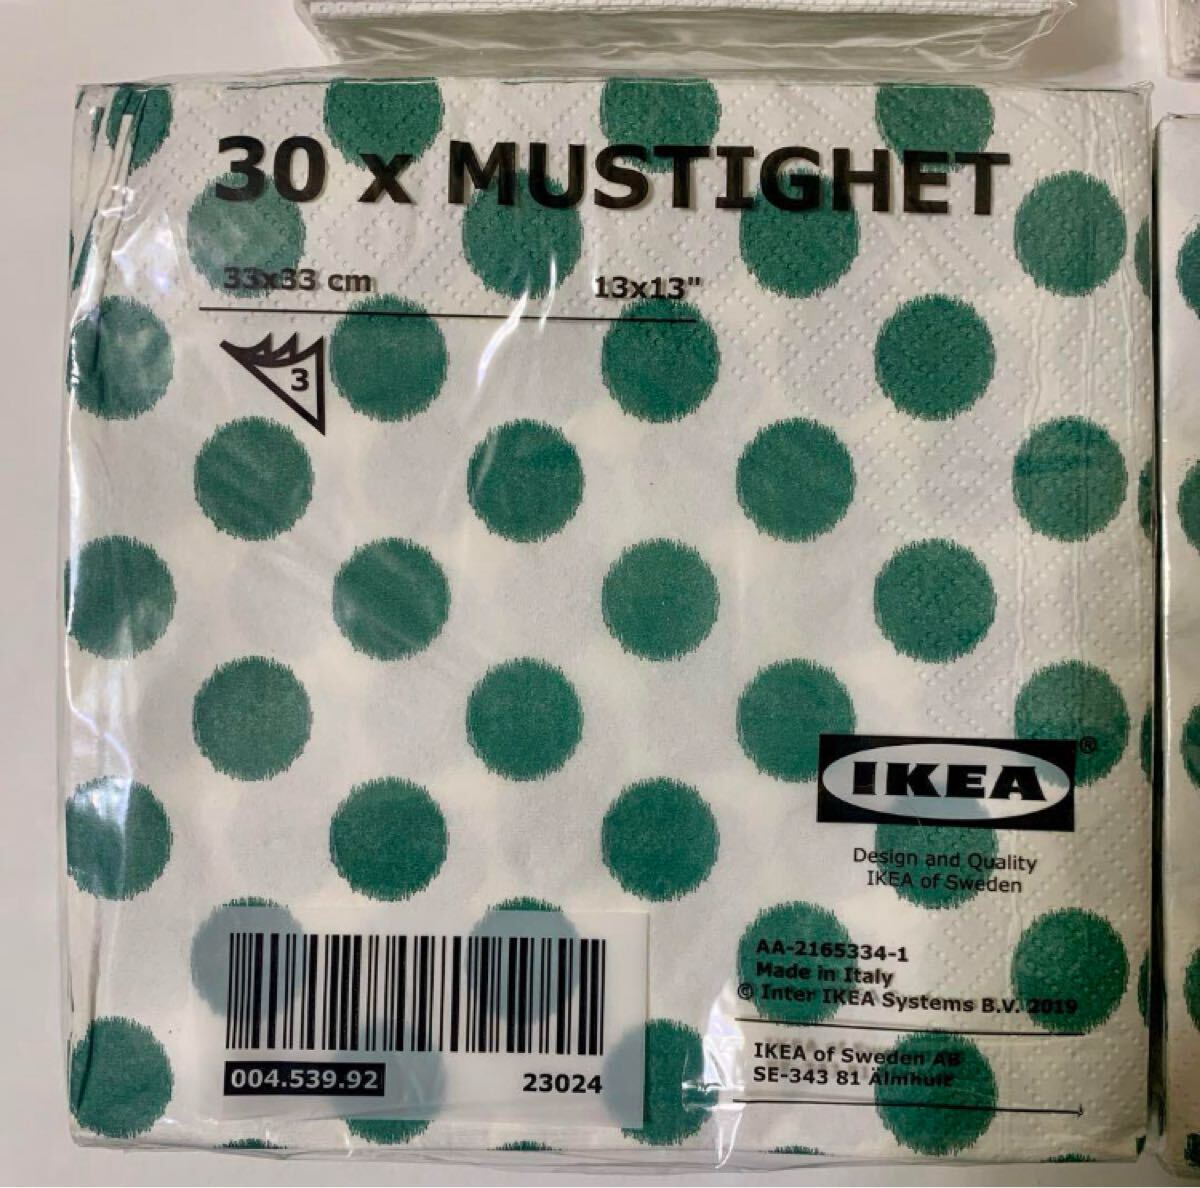 30 x MUSTIGHET
33x33 cm 13x13"
3
IKEA®
Design and Quality
IKEA of Sweden
AA-2165334-1
Made in Italy
© Inter IKEA Systems B.V. 2019
IKEA of Sweden AB
SE-343 81 Älmhult
004.539.92 23024